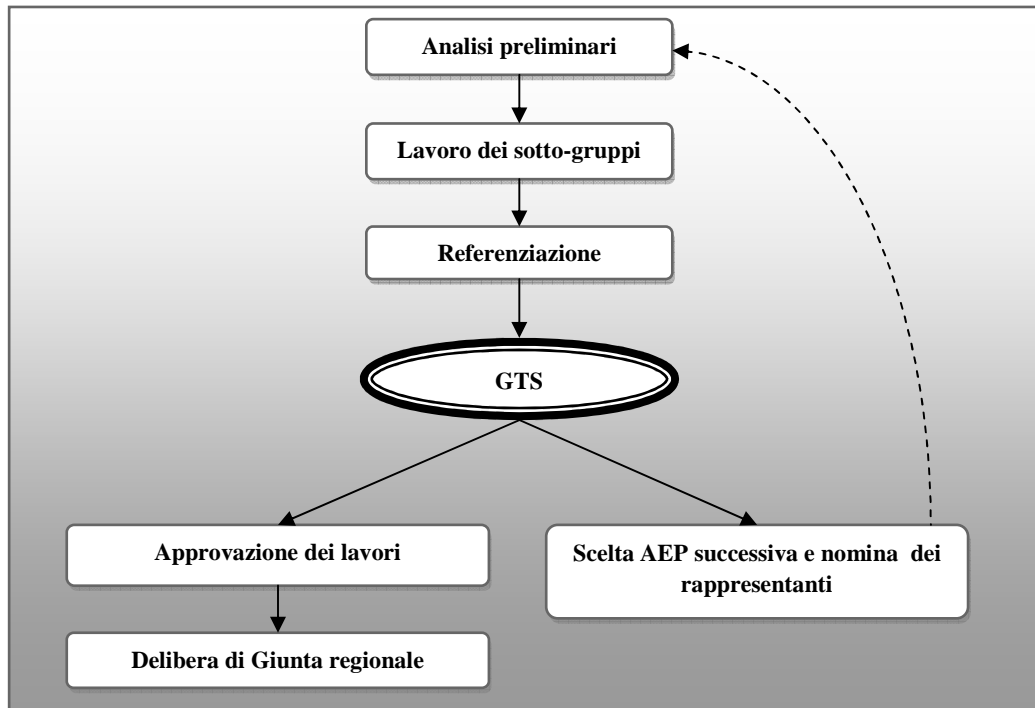 Analisi preliminari
Lavoro dei sotto-gruppi
Referenziazione
GTS
Approvazione dei lavori
Scelta AEP successiva e nomina dei
rappresentanti
Delibera di Giunta regionale